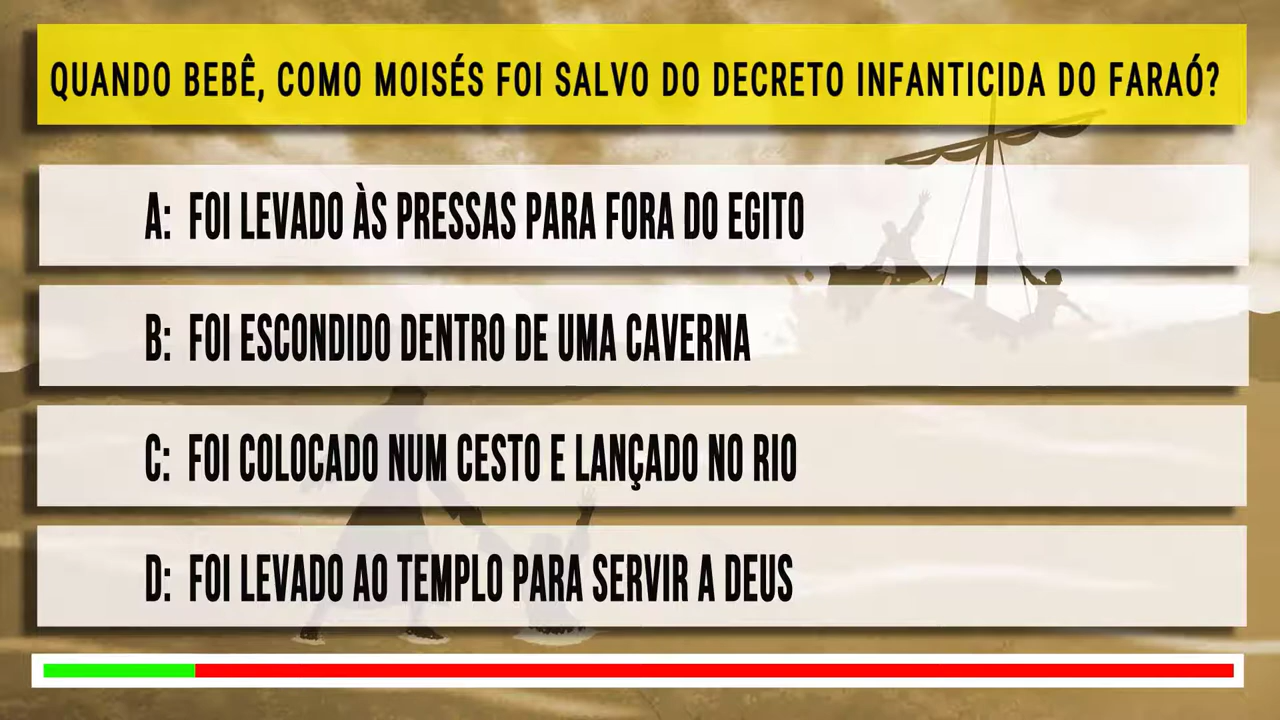 QUANDO BEBÊ, COMO MOISÉS FOI SALVO DO DECRETO INFANTICIDA DO FARAÓ?
A: FOI LEVADO ÀS PRESSAS PARA FORA DO EGITO
B: FOI ESCONDIDO DENTRO DE UMA CAVERNA
C: FOI COLOCADO NUM CESTO E LANÇADO NO RIO
D: FOI LEVADO AO TEMPLO PARA SERVIR A DEUS